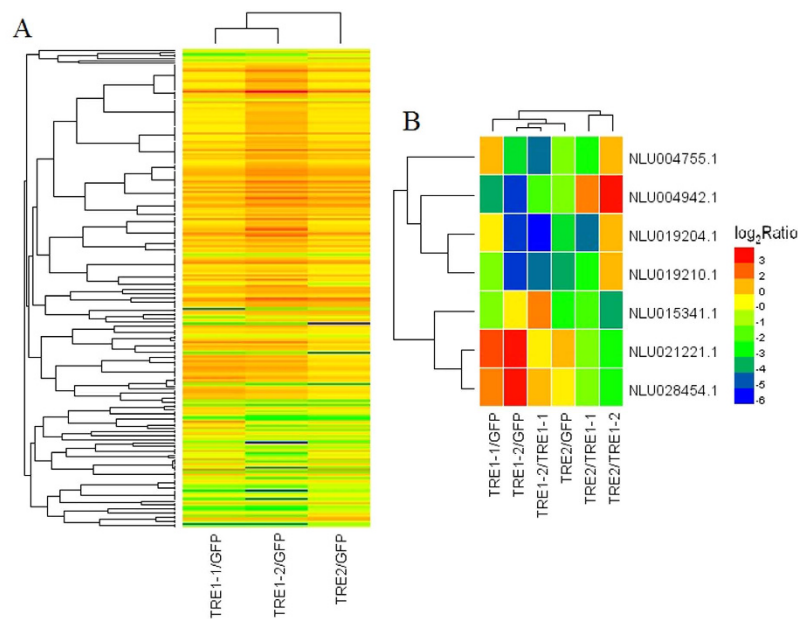 A
TRE1-1/GFP
TRE1-2/GFP
TRE2/GFP
B
NLU004755.1
NLU004942.1
NLU019204.1
NLU019210.1
NLU015341.1
NLU021221.1
NLU028454.1
TRE1-1/GFP
TRE1-2/GFP
TRE1-2/TRE1-1
TRE2/GFP
TRE2/TRE1-1
TRE2/TRE1-2
log₂Ratio
3
2
-0
-0
-1
-2
-3
-4
-5
-6